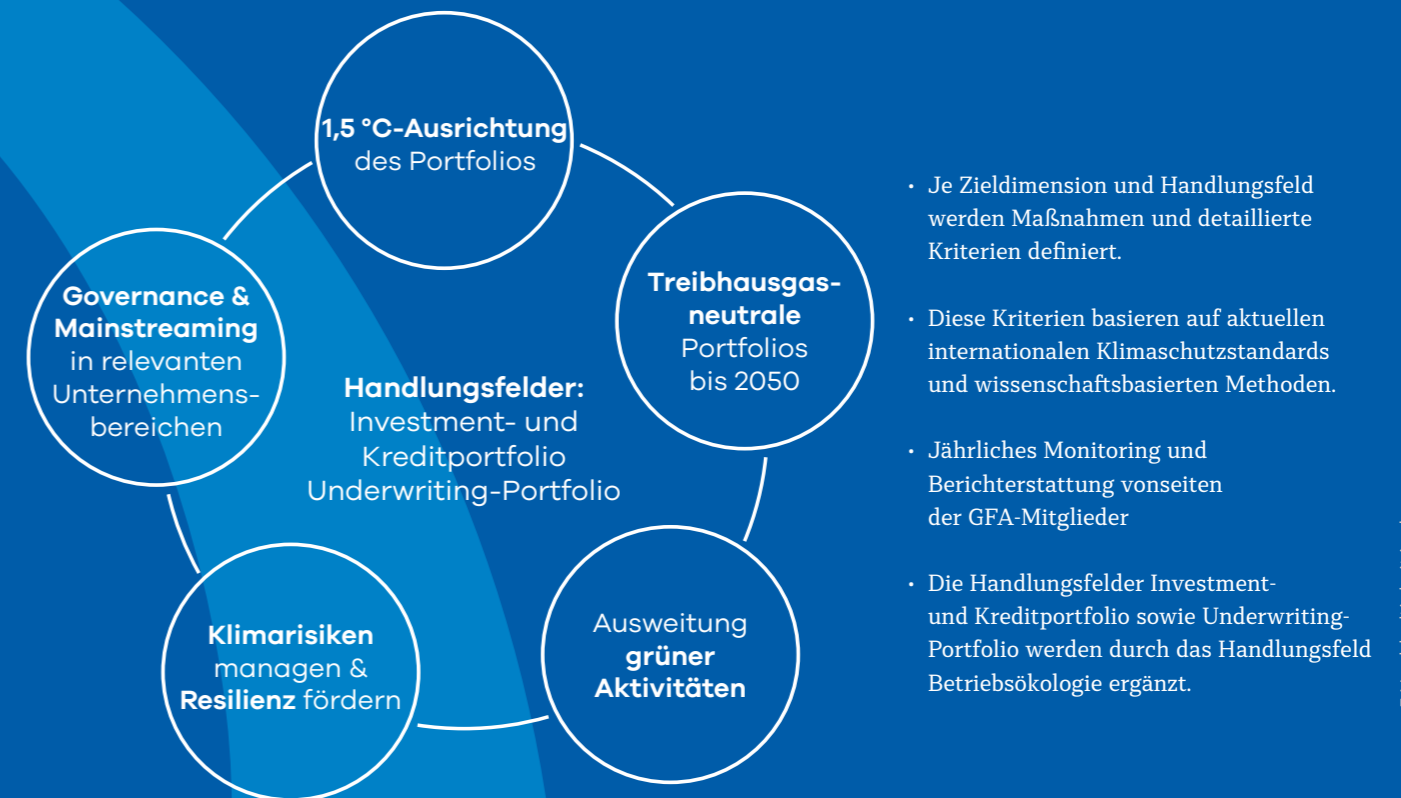 1,5 °C-Ausrichtung
des Portfolios
Treibhausgas-
neutrale
Portfolios
bis 2050
Ausweitung
grüner
Aktivitäten
Klimarisiken
managen &
Resilienz fördern
Governance &
Mainstreaming
in relevanten
Unternehmens-
bereichen
Handlungsfelder:
Investment- und
Kreditportfolio
Underwriting-Portfolio
· Je Zieldimension und Handlungsfeld
werden Maßnahmen und detaillierte
Kriterien definiert.
· Diese Kriterien basieren auf aktuellen
internationalen Klimaschutzstandards
und wissenschaftsbasierten Methoden.
· Jährliches Monitoring und
Berichterstattung vonseiten
der GFA-Mitglieder
· Die Handlungsfelder Investment-
und Kreditportfolio sowie Underwriting-
Portfolio werden durch das Handlungsfeld
Betriebsökologie ergänzt.